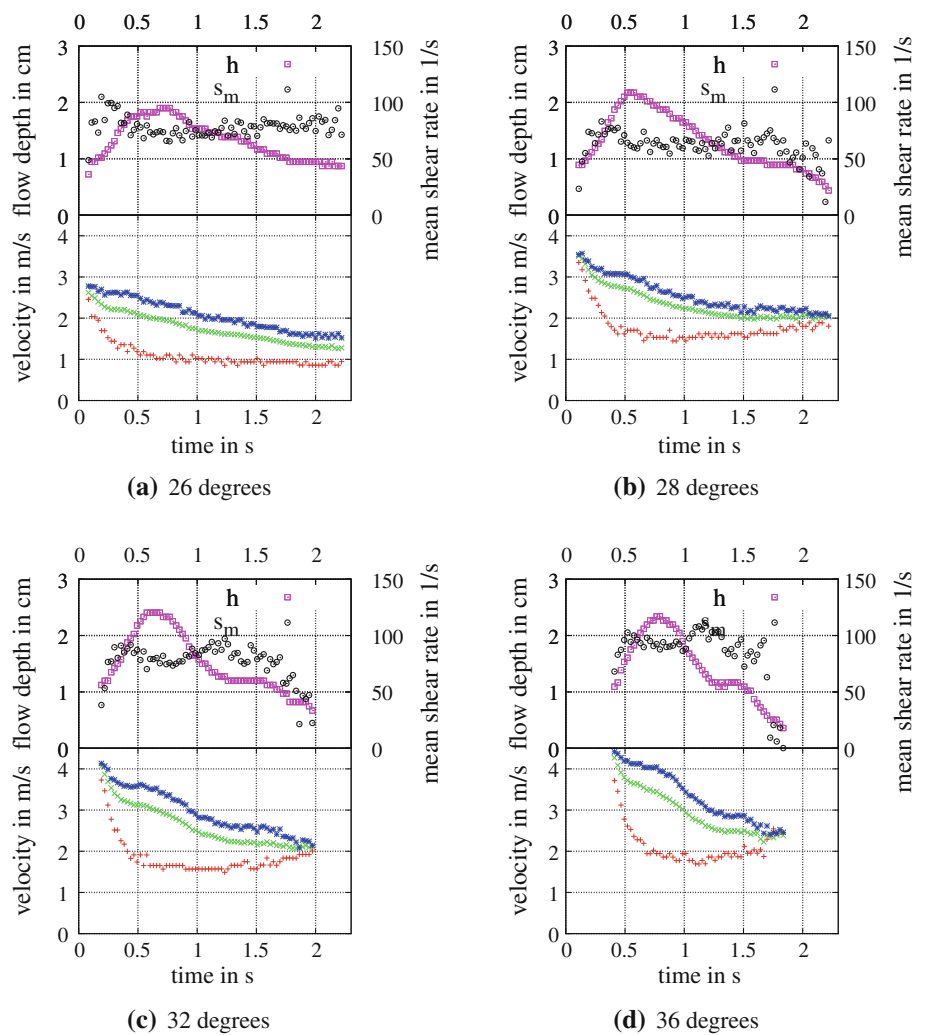 0 0.5 1 1.5 2
3
2
1
0
flow depth in cm
150
100
50
0
mean shear rate in 1/s
h
s_m
4
3
2
1
0
velocity in m/s
0 0.5 1 1.5 2
time in s
(a) 26 degrees
0 0.5 1 1.5 2
3
2
1
0
flow depth in cm
150
100
50
0
mean shear rate in 1/s
h
s_m
4
3
2
1
0
velocity in m/s
0 0.5 1 1.5 2
time in s
(b) 28 degrees
0 0.5 1 1.5 2
3
2
1
0
flow depth in cm
150
100
50
0
mean shear rate in 1/s
h
s_m
4
3
2
1
0
velocity in m/s
0 0.5 1 1.5 2
time in s
(c) 32 degrees
0 0.5 1 1.5 2
3
2
1
0
flow depth in cm
150
100
50
0
mean shear rate in 1/s
h
s_m
4
3
2
1
0
velocity in m/s
0 0.5 1 1.5 2
time in s
(d) 36 degrees